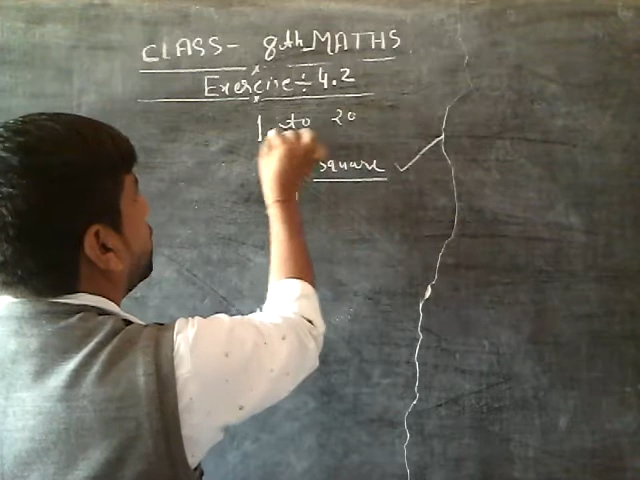 CLASS- 8th MATHS
Exercise÷4.2
1 to 20
square